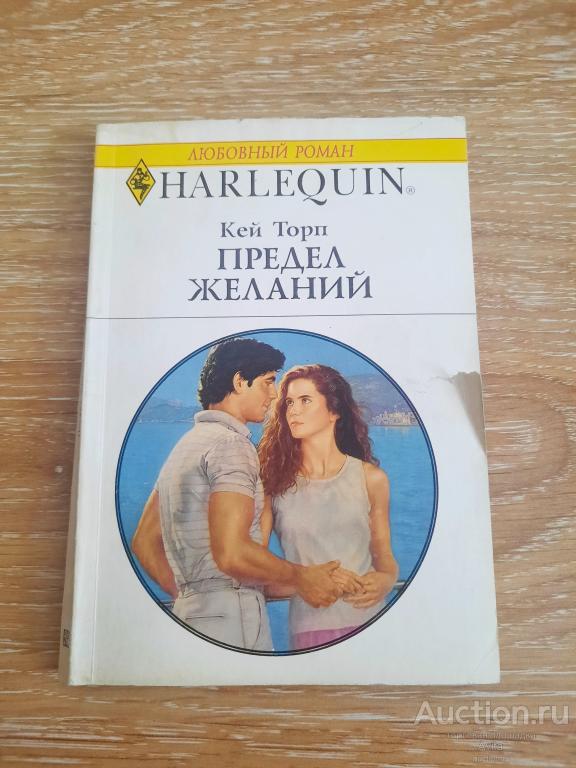 ЛЮБОВНЫЙ РОМАН
HARLEQUIN®
Кей Торп
ПРЕДЕЛ
ЖЕЛАНИЙ
Auction.ru